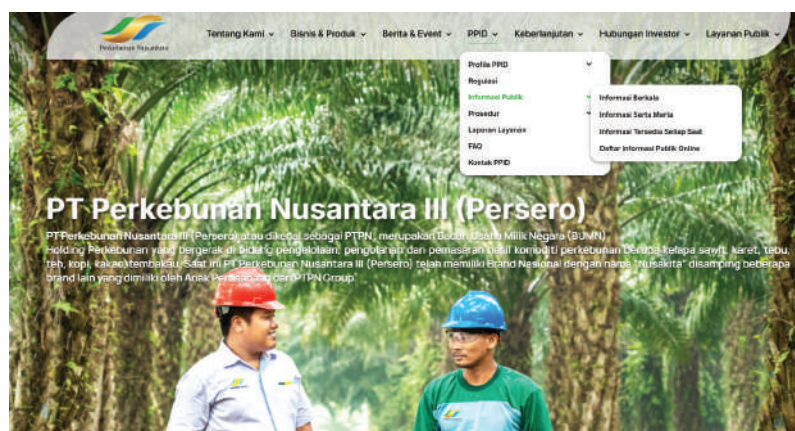 Perkebunan Nusantara
Tentang Kami
Bisnis & Produk
Berita & Event
PPID
Keberlanjutan
Hubungan Investor
Layanan Publik
Profile PPID
Regulasi
Informasi Publik
Prosedur
Laporan Layanan
FAQ
Kontak PPID
Informasi Berkala
Informasi Serta Merta
Informasi Tersedia Setiap Saat
Daftar Informasi Publik Online
PT Perkebunan Nusantara III (Persero)
PT Perkebunan Nusantara III (Persero) atau dikenal sebagai PTPN , merupakan Badan Usaha Milik Negara (BUMN)
Holding Perkebunan yang bergerak di bidang pengelolaan, pengolahan dan pemasaran hasil komoditi perkebunan berupa kelapa sawit, karet, tebu,
teh, kopi, kakao, tembakau. Saat ini PT Perkebunan Nusantara III (Persero) telah memiliki Brand Nasional dengan nama "Nusakita" disamping beberapa
brand lain yang dimiliki oleh Anak Perusahaan dari PTPN Group.